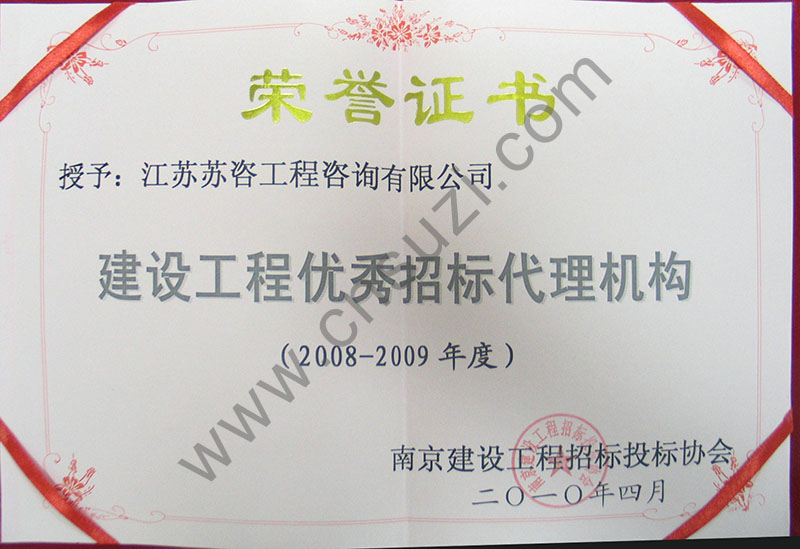 荣誉证书
授予：江苏苏咨工程咨询有限公司
建设工程优秀招标代理机构
（2008-2009年度）
南京建设工程招标投标协会
二〇一〇年四月
www.cnsuzi.com